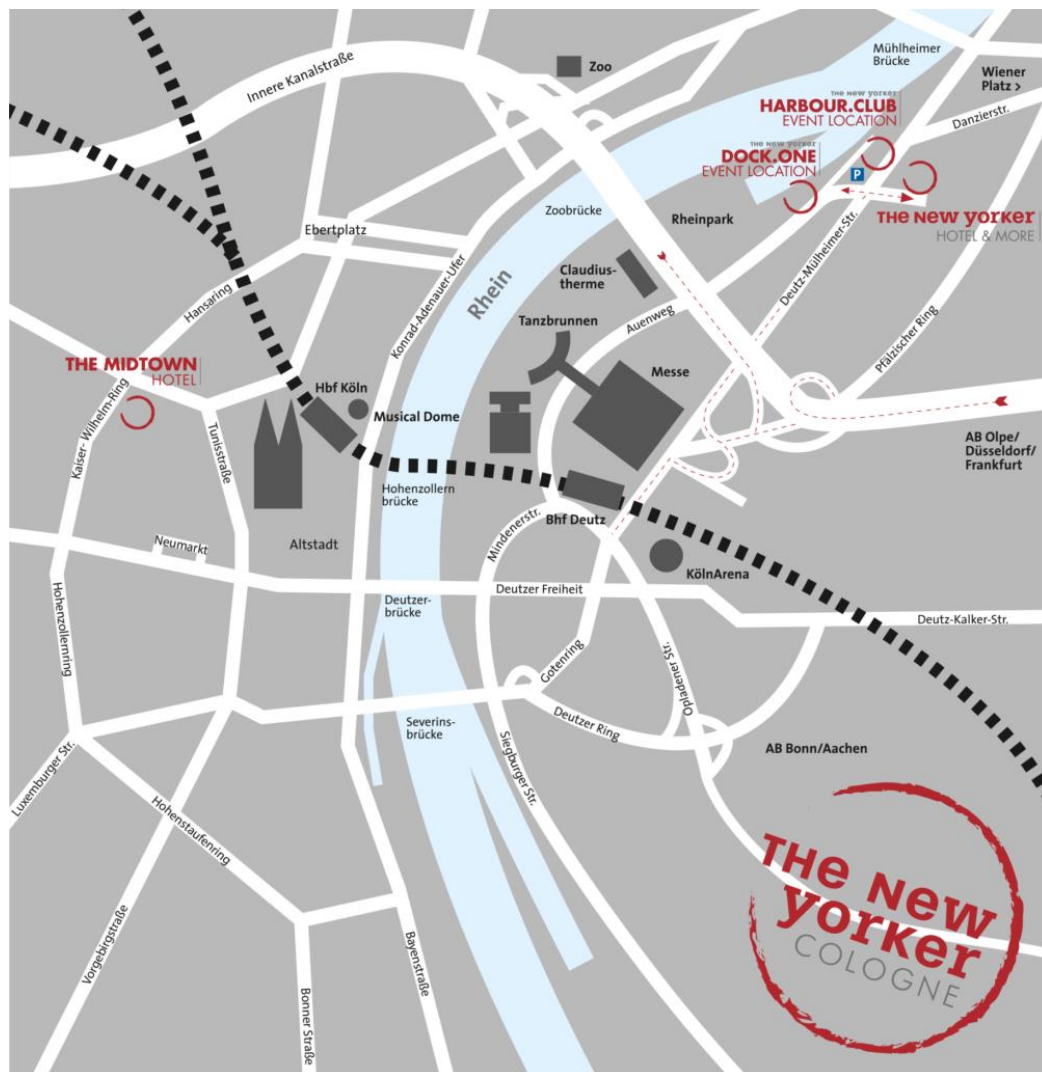 Innere Kanalstraße
Zoo
Mühlheimer
Brücke
Wiener
Platz >
THE NEW YORKER
HARBOUR.CLUB
EVENT LOCATION
Danzierstr.
THE NEW YORKER
DOCK.ONE
EVENT LOCATION
P
Zoobrücke
Rheinpark
THE NEW YORKER
HOTEL & MORE
Ebertplatz
Rhein
Claudius-
therme
Deutz-Mülheimer-Str.
Konrad-Adenauer-Ufer
Hansaring
Tanzbrunnen
Auenweg
Pfälzischer Ring
THE MIDTOWN
HOTEL
Hbf Köln
Messe
Musical Dome
Kaiser- Wilhelm-Ring
Tunisstraße
AB Olpe/
Düsseldorf/
Frankfurt
Hohenzollern
brücke
Bhf Deutz
Mindenerstr.
Neumarkt
Altstadt
KölnArena
Hohenzollernring
Deutzer Freiheit
Deutzer-
brücke
Deutz-Kalker-Str.
Gotenring
Opladener Str.
Severins-
brücke
Deutzer Ring
AB Bonn/Aachen
Luxemburger Str.
Siegburger Str.
Hohenstaufenring
Vorgebirgstraße
Bayenstraße
Bonner Straße
THE NEW
YORKER
COLOGNE